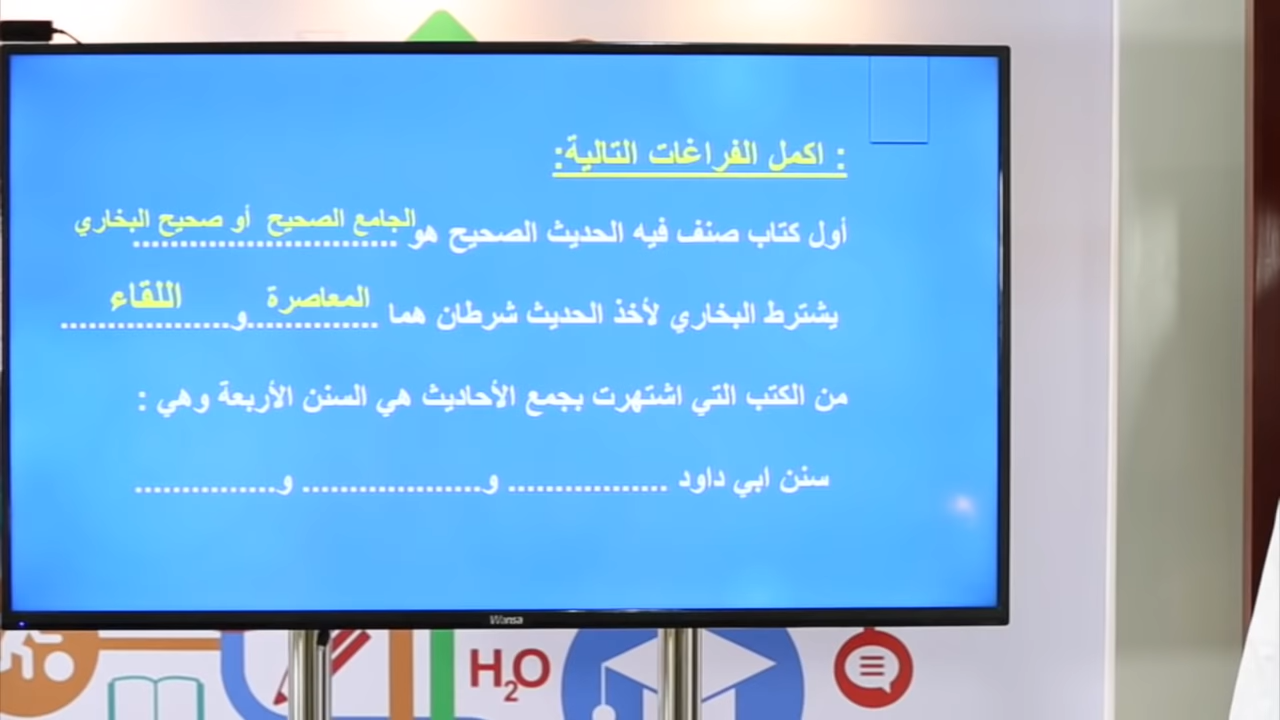 : اكمل الفراغات التالية:
أول كتاب صنف فيه الحديث الصحيح هو الجامع الصحيح أو صحيح البخاري
يشترط البخاري لأخذ الحديث شرطان هما المعاصرة و اللقاء
من الكتب التي اشتهرت بجمع الأحاديث هي السنن الأربعة وهي :
سنن ابي داود ................ و.................. و...............
Wansa
H2O